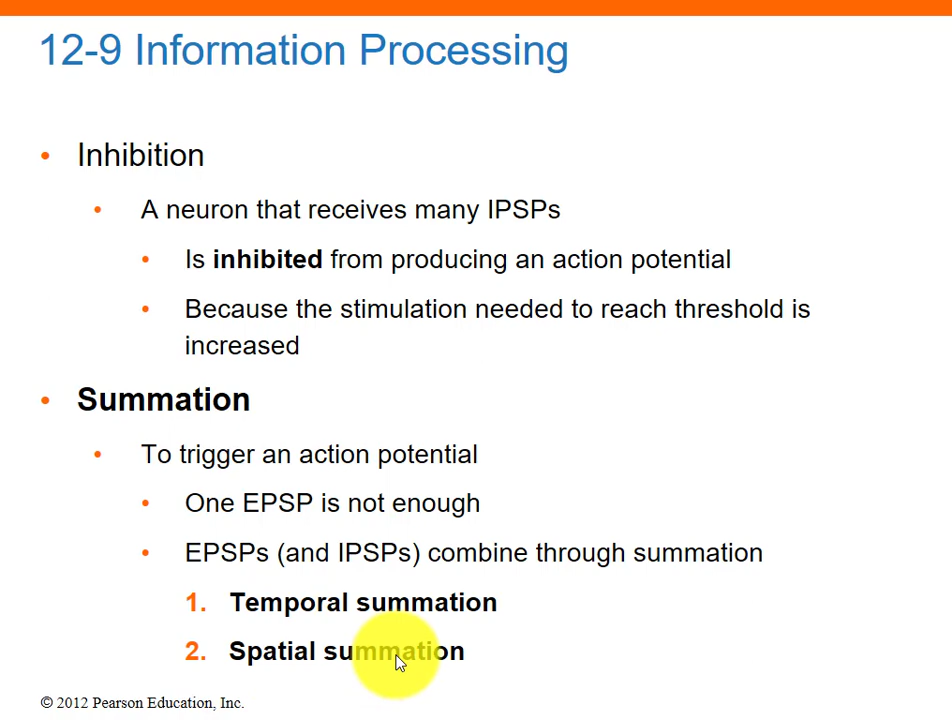 12-9 Information Processing
• Inhibition
• A neuron that receives many IPSPs
• Is inhibited from producing an action potential
• Because the stimulation needed to reach threshold is
increased
• Summation
• To trigger an action potential
• One EPSP is not enough
• EPSPs (and IPSPs) combine through summation
1. Temporal summation
2. Spatial summation
© 2012 Pearson Education, Inc.